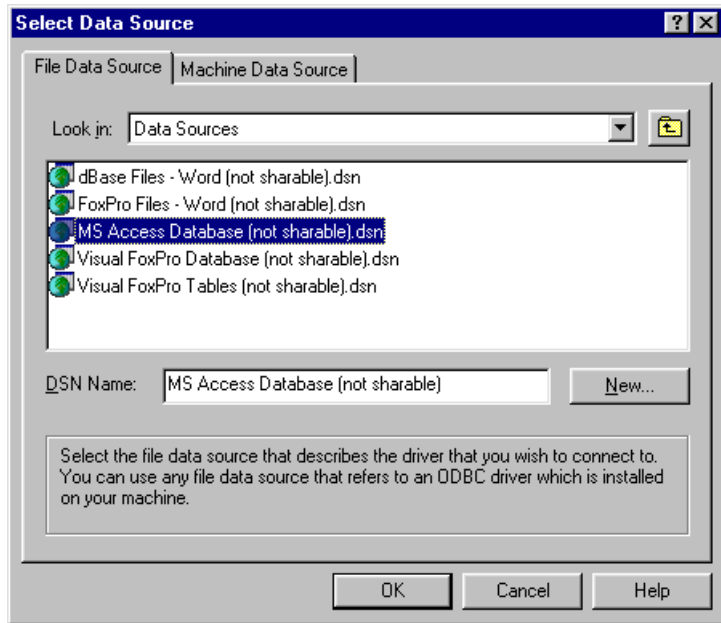 Select Data Source
File Data Source
Machine Data Source
Look in: Data Sources
dBase Files - Word (not sharable).dsn
FoxPro Files - Word (not sharable).dsn
MS Access Database (not sharable).dsn
Visual FoxPro Database (not sharable).dsn
Visual FoxPro Tables (not sharable).dsn
DSN Name: MS Access Database (not sharable) New...
Select the file data source that describes the driver that you wish to connect to.
You can use any file data source that refers to an ODBC driver which is installed
on your machine.
OK Cancel Help